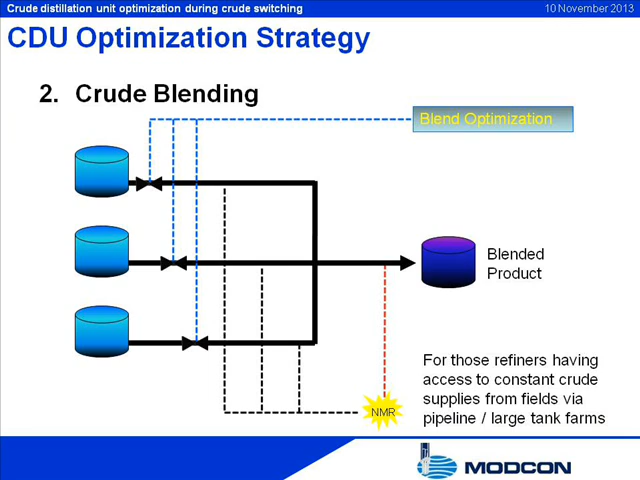 Crude distillation unit optimization during crude switching
10 November 2013
CDU Optimization Strategy
2. Crude Blending
Blend Optimization
Blended
Product
For those refiners having
access to constant crude
supplies from fields via
pipeline / large tank farms
NMR
MODCON